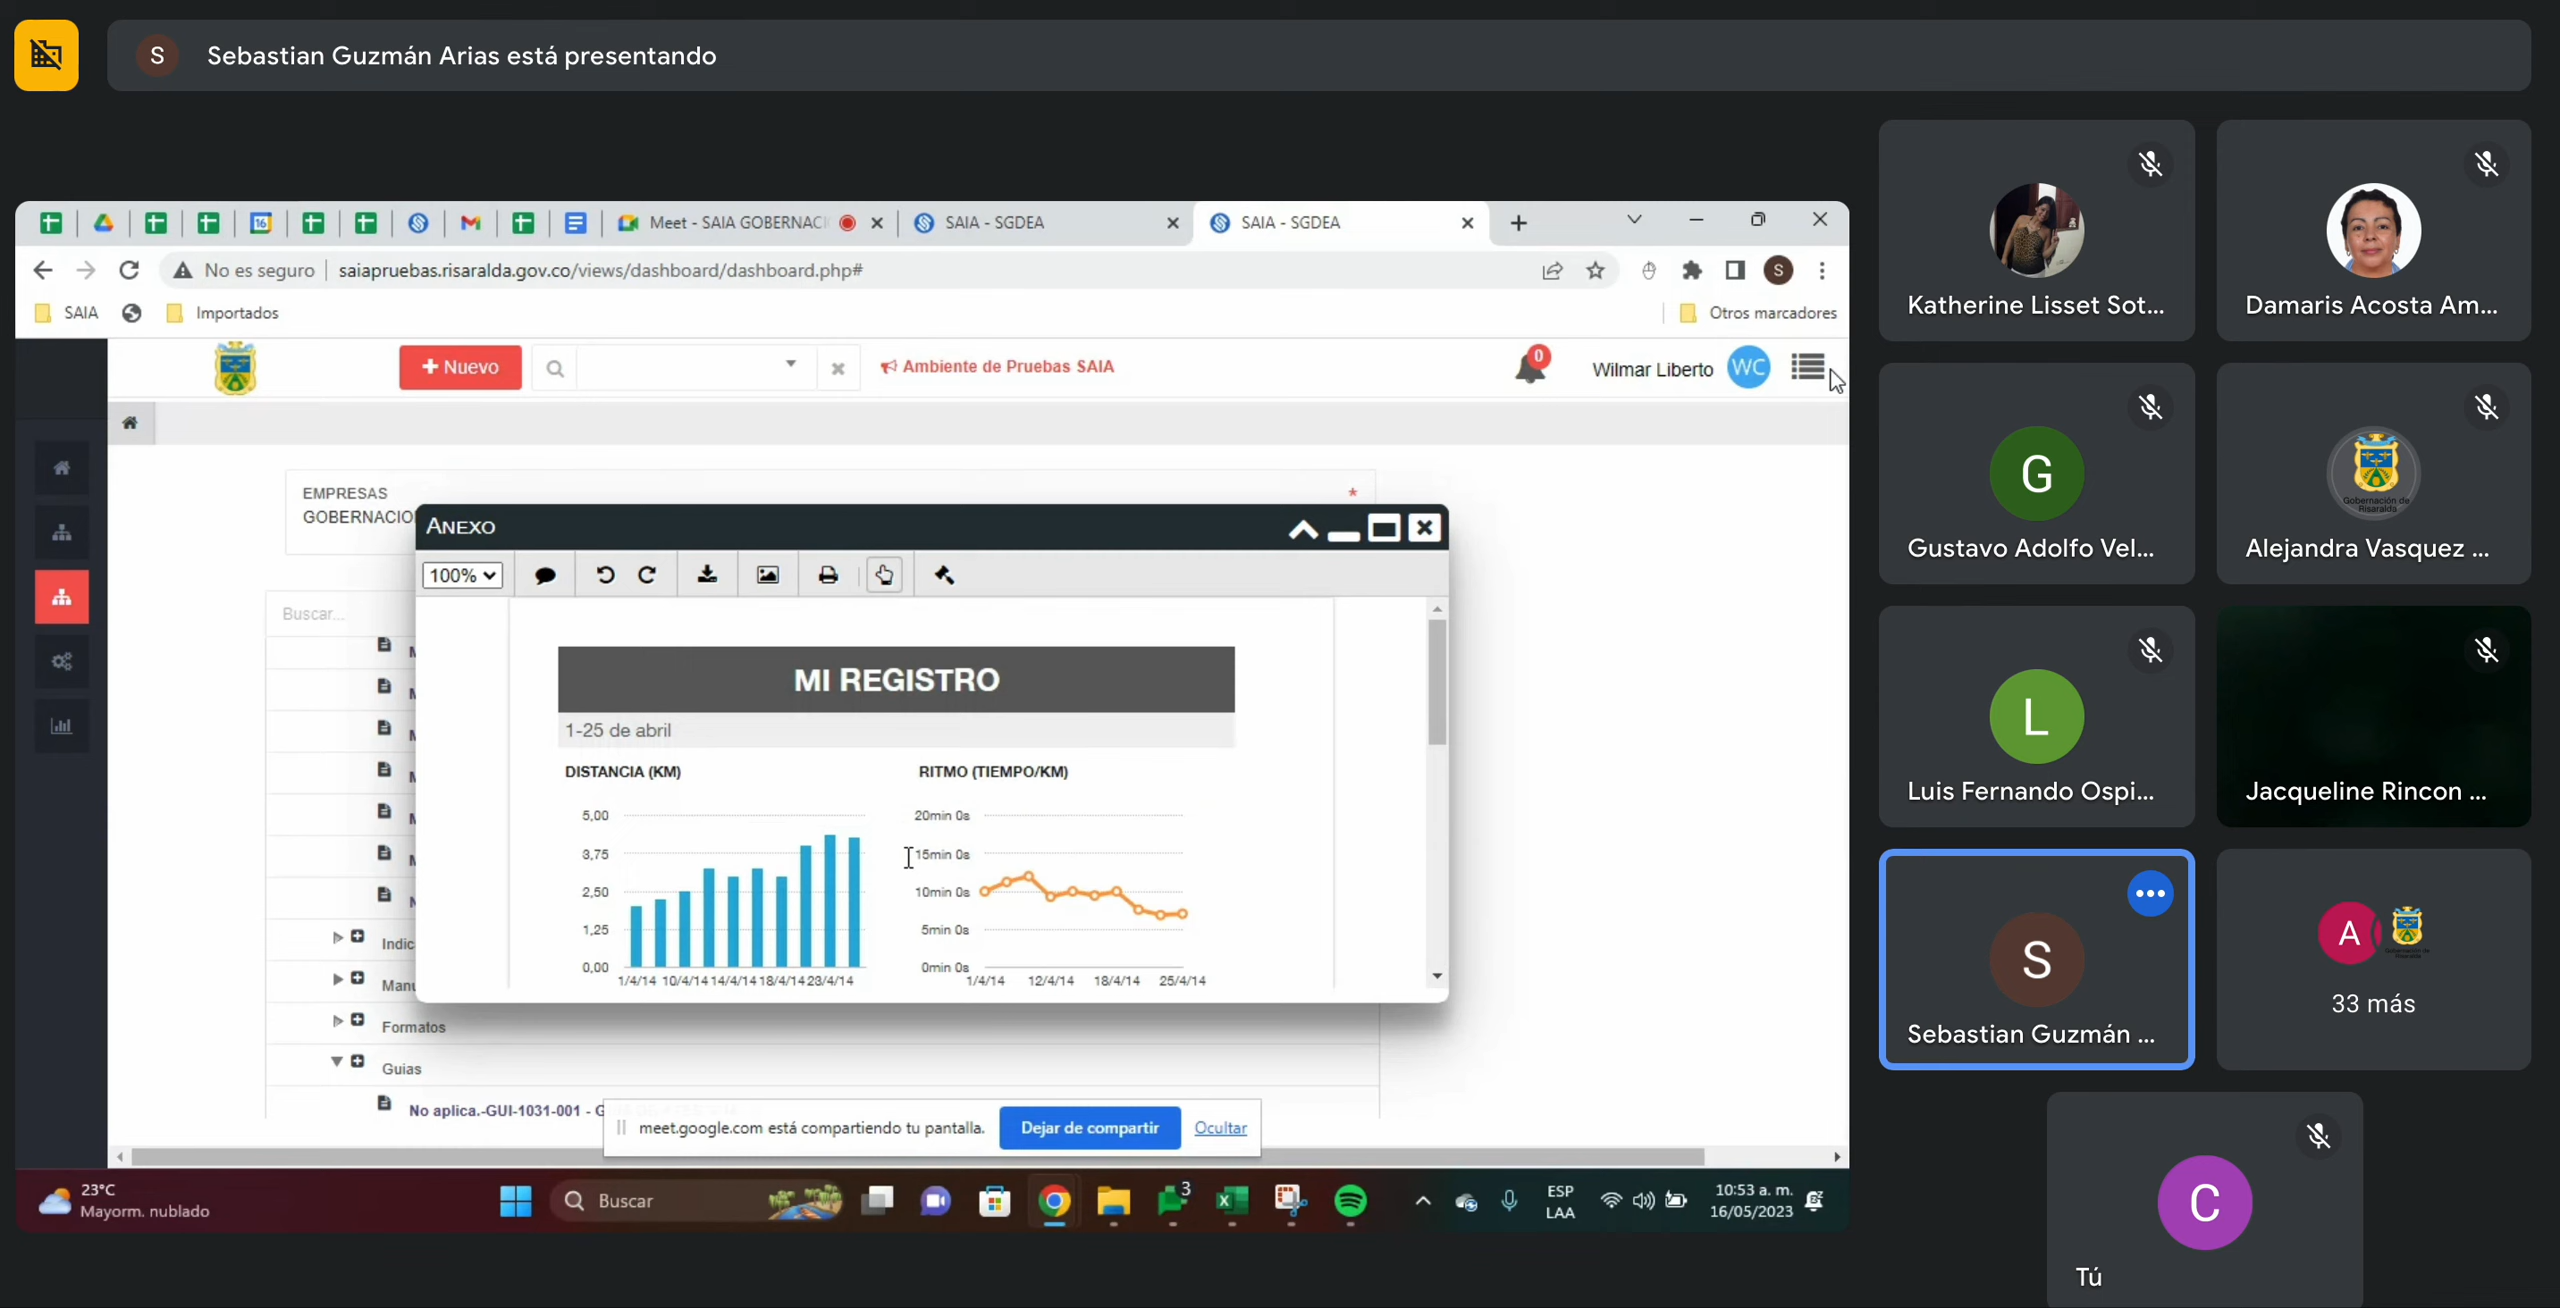 S Sebastian Guzmán Arias está presentando
16 Meet - SAIA GOBERNACI
SAIA - SGDEA
SAIA - SGDEA
No es seguro saiapruebas.risaralda.gov.co/views/dashboard/dashboard.php#
S
SAIA Importados
Otros marcadores
+ Nuevo
Ambiente de Pruebas SAIA
0
Wilmar Liberto WC
EMPRESAS *
GOBERNACIO
Buscar...
ANEXO
100%
MI REGISTRO
1-25 de abril
DISTANCIA (KM)
5,00
3,75
2,50
1,25
0,00
1/4/14 10/4/14 14/4/14 18/4/14 23/4/14
RITMO (TIEMPO/KM)
20min 0s
15min 0s
10min 0s
5min 0s
0min 0s
1/4/14 12/4/14 18/4/14 25/4/14
Indic
Manu
Formatos
Guias
No aplica.-GUI-1031-001 - G
meet.google.com está compartiendo tu pantalla. Dejar de compartir Ocultar
23°C
Mayorm. nublado
Buscar
3
ESP
LAA
10:53 a. m.
16/05/2023
Katherine Lisset Sot...
Damaris Acosta Am...
G
Gustavo Adolfo Vel...
Gobernación de
Risaralda
Alejandra Vasquez ...
L
Luis Fernando Ospi...
Jacqueline Rincon ...
S
Sebastian Guzmán ...
A
33 más
C
Tú